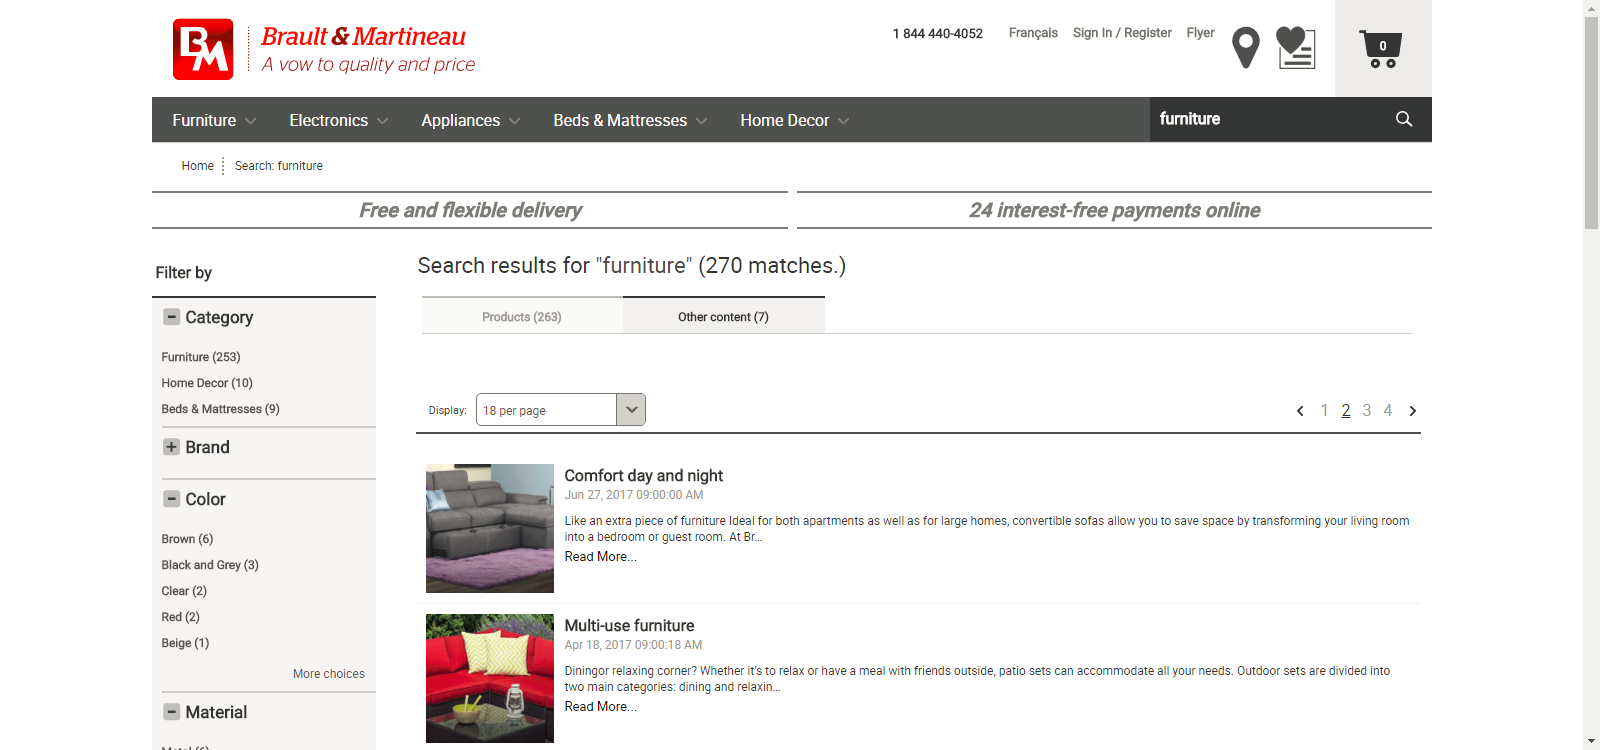 BM
Brault & Martineau
A vow to quality and price
1 844 440-4052
Français
Sign In / Register
Flyer
0
Furniture
Electronics
Appliances
Beds & Mattresses
Home Decor
furniture
Home
Search: furniture
Free and flexible delivery
24 interest-free payments online
Filter by
Category
Furniture (253)
Home Decor (10)
Beds & Mattresses (9)
Brand
Color
Brown (6)
Black and Grey (3)
Clear (2)
Red (2)
Beige (1)
More choices
Material
Metal (6)
Search results for "furniture" (270 matches.)
Products (263)
Other content (7)
Display:
18 per page
1 2 3 4
Comfort day and night
Jun 27, 2017 09:00:00 AM
Like an extra piece of furniture Ideal for both apartments as well as for large homes, convertible sofas allow you to save space by transforming your living room
into a bedroom or guest room. At Br...
Read More...
Multi-use furniture
Apr 18, 2017 09:00:18 AM
Diningor relaxing corner? Whether it's to relax or have a meal with friends outside, patio sets can accommodate all your needs. Outdoor sets are divided into
two main categories: dining and relaxin...
Read More...